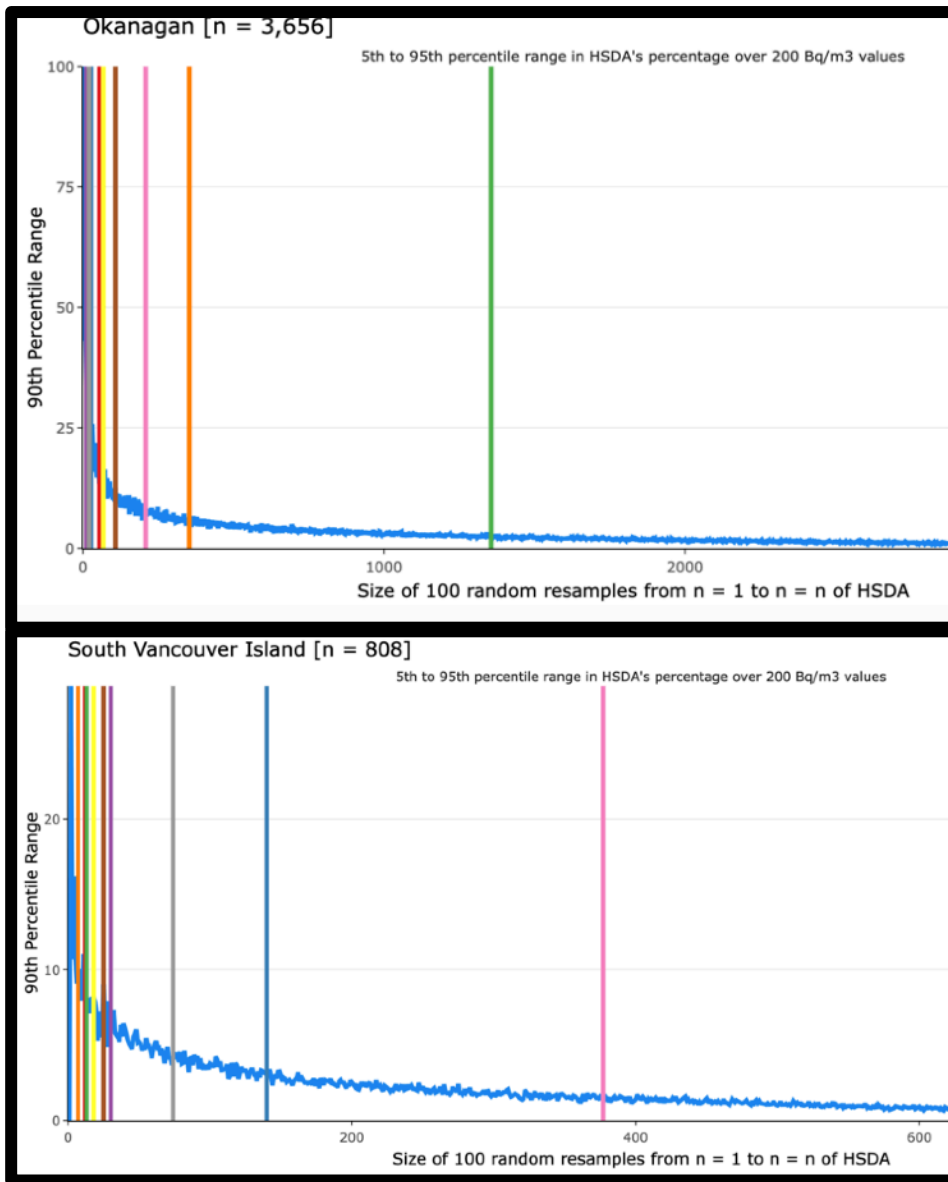 Okanagan [n = 3,656]
5th to 95th percentile range in HSDA's percentage over 200 Bq/m3 values
100
75
50
25
0
90th Percentile Range
0
1000
2000
Size of 100 random resamples from n = 1 to n = n of HSDA
South Vancouver Island [n = 808]
5th to 95th percentile range in HSDA's percentage over 200 Bq/m3 values
20
10
0
90th Percentile Range
0
200
400
600
Size of 100 random resamples from n = 1 to n = n of HSDA